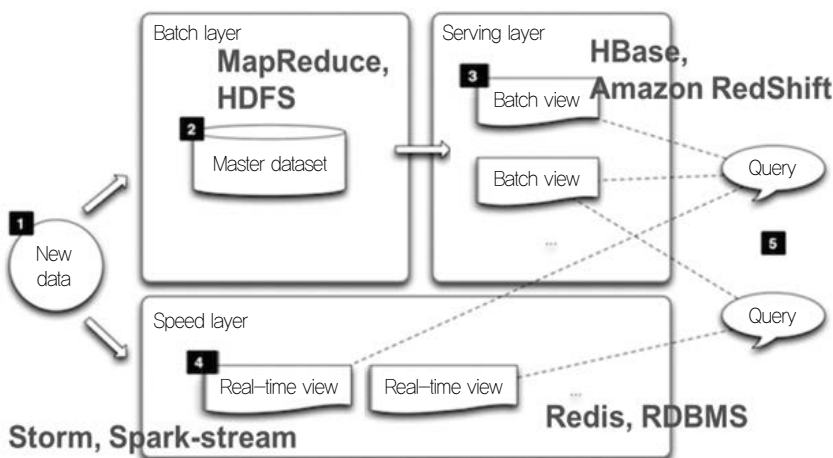 Batch layer
MapReduce,
HDFS
2
Master dataset
Serving layer
HBase,
Amazon RedShift
3
Batch view
Batch view
...
1
New
data
Query
5
Query
Speed layer
4
Real-time view
Real-time view
...
Storm, Spark-stream
Redis, RDBMS